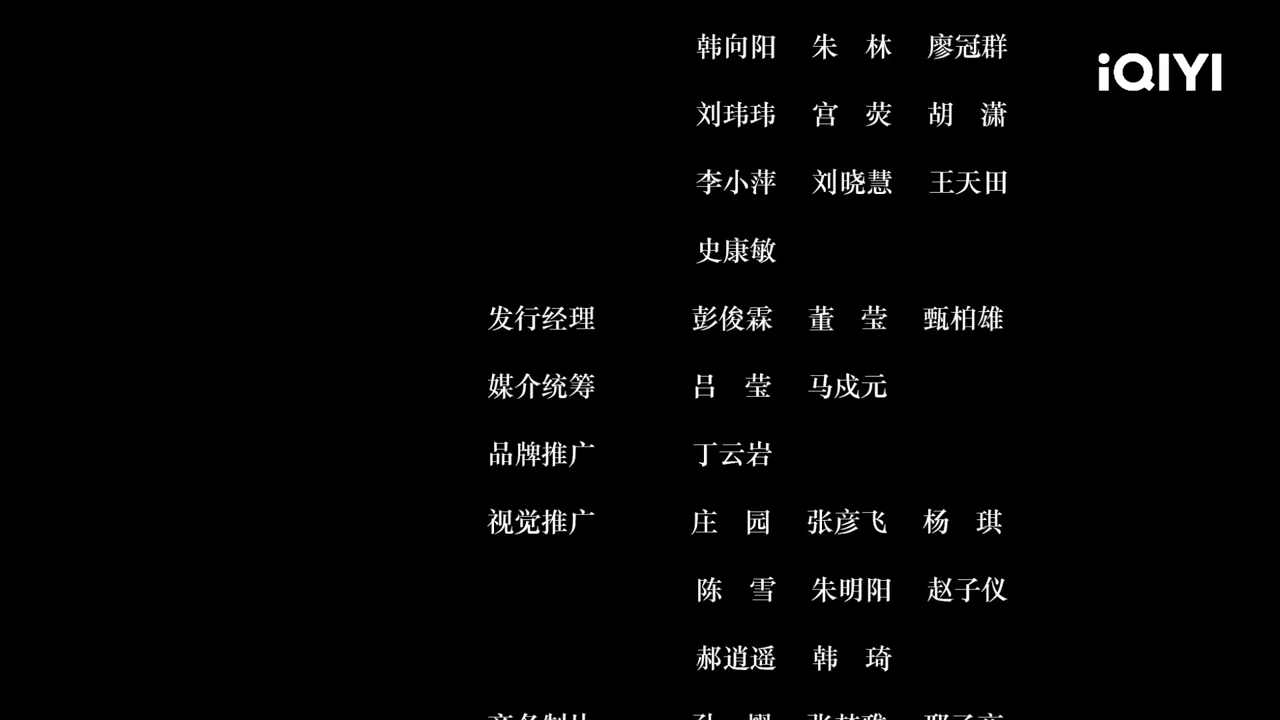 韩向阳 朱 林 廖冠群
iQIYI
刘玮玮 宫 荧 胡 潇
李小萍 刘晓慧 王天田
史康敏
发行经理 彭俊霖 董 莹 甄柏雄
媒介统筹 吕 莹 马戍元
品牌推广 丁云岩
视觉推广 庄 园 张彦飞 杨 琪
陈 雪 朱明阳 赵子仪
郝逍遥 韩 琦